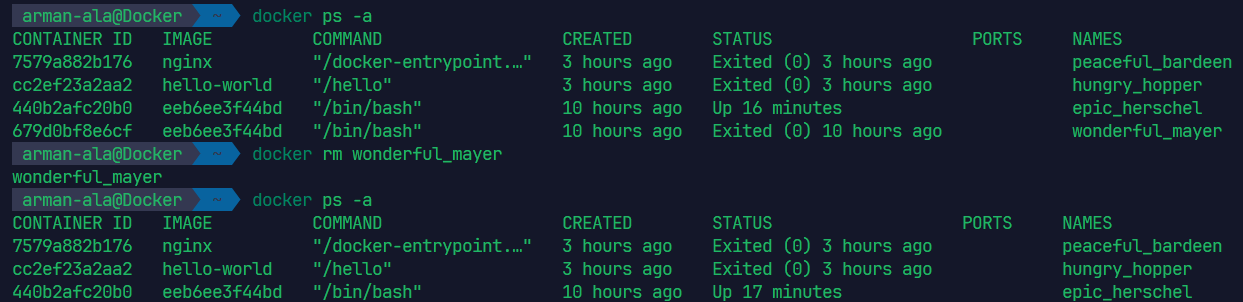 arman-ala@Docker ~ docker ps -a
CONTAINER ID   IMAGE          COMMAND                  CREATED        STATUS                    PORTS     NAMES
7579a882b176   nginx          "/docker-entrypoint.…"   3 hours ago    Exited (0) 3 hours ago              peaceful_bardeen
cc2ef23a2aa2   hello-world    "/hello"                 3 hours ago    Exited (0) 3 hours ago              hungry_hopper
440b2afc20b0   eeb6ee3f44bd   "/bin/bash"              10 hours ago   Up 16 minutes                       epic_herschel
679d0bf8e6cf   eeb6ee3f44bd   "/bin/bash"              10 hours ago   Exited (0) 10 hours ago             wonderful_mayer
arman-ala@Docker ~ docker rm wonderful_mayer
wonderful_mayer
arman-ala@Docker ~ docker ps -a
CONTAINER ID   IMAGE          COMMAND                  CREATED        STATUS                   PORTS     NAMES
7579a882b176   nginx          "/docker-entrypoint.…"   3 hours ago    Exited (0) 3 hours ago             peaceful_bardeen
cc2ef23a2aa2   hello-world    "/hello"                 3 hours ago    Exited (0) 3 hours ago             hungry_hopper
440b2afc20b0   eeb6ee3f44bd   "/bin/bash"              10 hours ago   Up 17 minutes                      epic_herschel